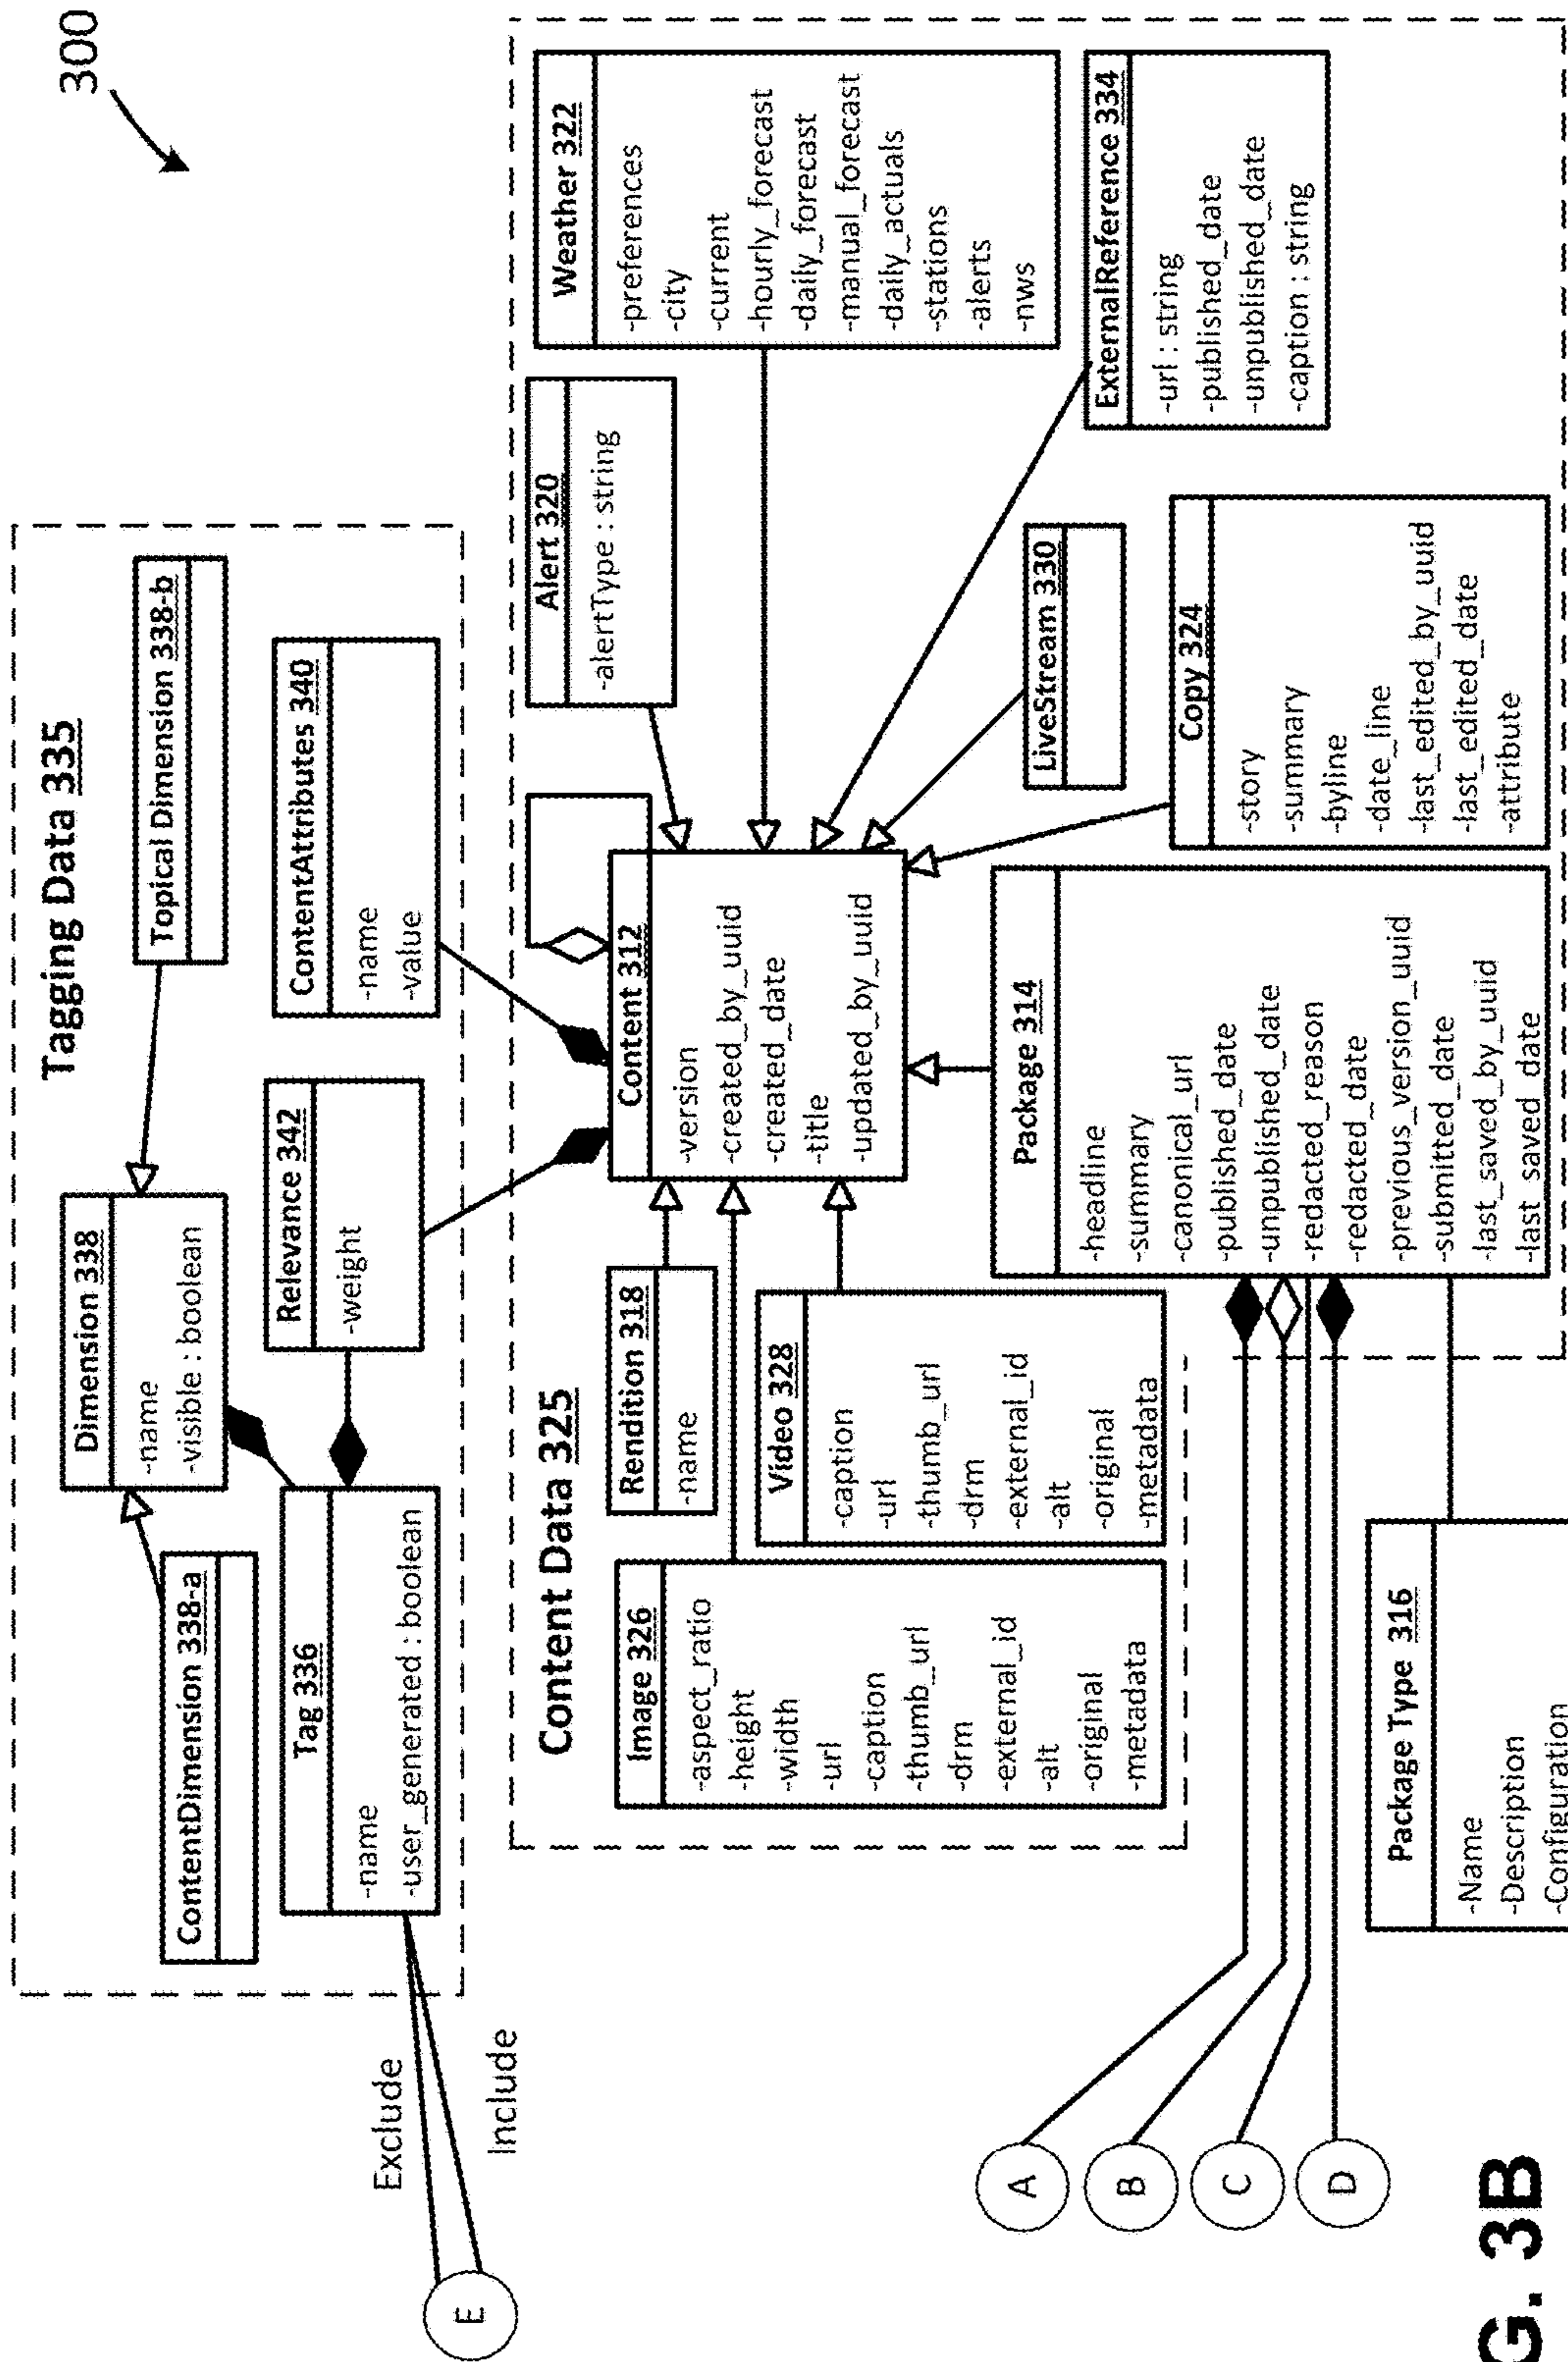 300
Tagging Data 335
ContentDimension 338-a
Dimension 338
-name
-visible : boolean
Topical Dimension 338-b
Tag 336
-name
-user_generated : boolean
Relevance 342
-weight
ContentAttributes 340
-name
-value
Exclude
Include
E
Content Data 325
Image 326
-aspect_ratio
-height
-width
-url
-caption
-thumb_url
-drm
-external_id
-alt
-original
-metadata
Rendition 318
-name
Video 328
-caption
-url
-thumb_url
-drm
-external_id
-alt
-original
-metadata
Content 312
-version
-created_by_uuid
-created_date
-title
-updated_by_uuid
Alert 320
-alertType : string
Weather 322
-preferences
-city
-current
-hourly_forecast
-daily_forecast
-manual_forecast
-daily_actuals
-stations
-alerts
-nws
ExternalReference 334
-url : string
-published_date
-unpublished_date
-caption : string
LiveStream 330
Copy 324
-story
-summary
-byline
-date_line
-last_edited_by_uuid
-last_edited_date
-attribute
Package 314
-headline
-summary
-canonical_url
-published_date
-unpublished_date
-redacted_reason
-redacted_date
-previous_version_uuid
-submitted_date
-last_saved_by_uuid
-last_saved_date
A
B
C
D
Package Type 316
-Name
-Description
-Configuration
G. 3B